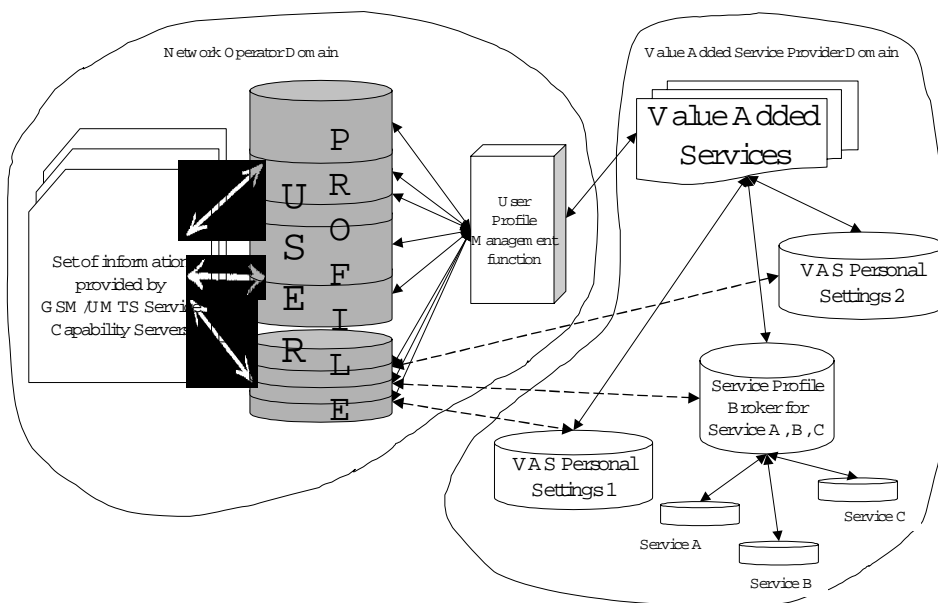 Network Operator Domain
Value Added Service Provider Domain
Value Added
Services
USER
PROFILE
User
Profile
Management
function
Set of information
provided by
GSM/UMTS Service
Capability Servers
VAS Personal
Settings 2
Service Profile
Broker for
Service A, B, C
VAS Personal
Settings 1
Service A
Service B
Service C